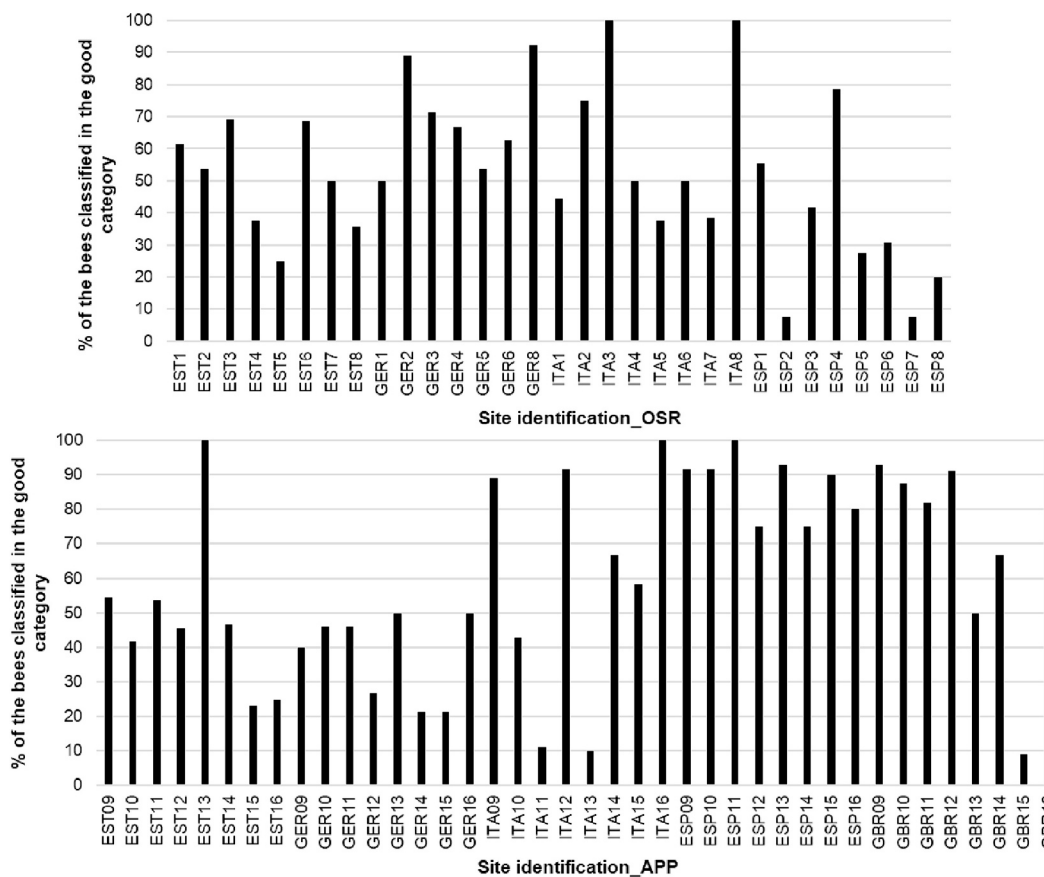 % of the bees classified in the good
category
100
90
80
70
60
50
40
30
20
10
0
EST1 EST2 EST3 EST4 EST5 EST6 EST7 EST8 GER1 GER2 GER3 GER4 GER5 GER6 GER8 ITA1 ITA2 ITA3 ITA4 ITA5 ITA6 ITA7 ITA8 ESP1 ESP2 ESP3 ESP4 ESP5 ESP6 ESP7 ESP8
Site identification_OSR
% of the bees classified in the good
category
100
90
80
70
60
50
40
30
20
10
0
EST09 EST10 EST11 EST12 EST13 EST14 EST15 EST16 GER09 GER10 GER11 GER12 GER13 GER14 GER15 GER16 ITA09 ITA10 ITA11 ITA12 ITA13 ITA14 ITA15 ITA16 ESP09 ESP10 ESP11 ESP12 ESP13 ESP14 ESP15 ESP16 GBR09 GBR10 GBR11 GBR12 GBR13 GBR14 GBR15
Site identification_APP